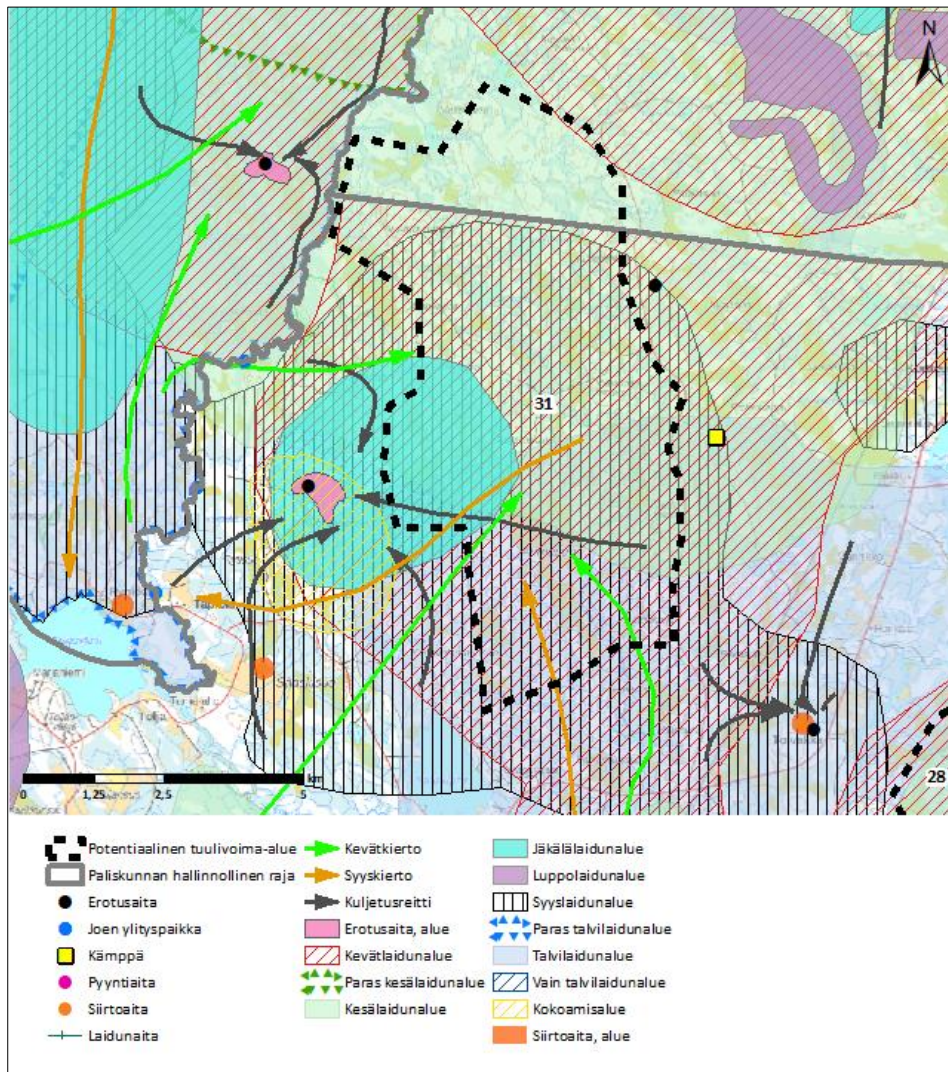 N
31
28
km
0 1,25 2,5 5
Potentiaalinen tuulivoima-alue
Paliskunnan hallinnollinen raja
Erotusaita
Joen ylityspaikka
Kämppä
Pyyntiaita
Siirtoaita
Laidunaita
Kevätkierto
Syyskierto
Kuljetusreitti
Erotusaita, alue
Kevätlaidunalue
Paras kesälaidunalue
Kesälaidunalue
Jäkälälaidunalue
Luppolaidunalue
Syyslaidunalue
Paras talvilaidunalue
Talvilaidunalue
Vain talvilaidunalue
Kokoamisalue
Siirtoaita, alue